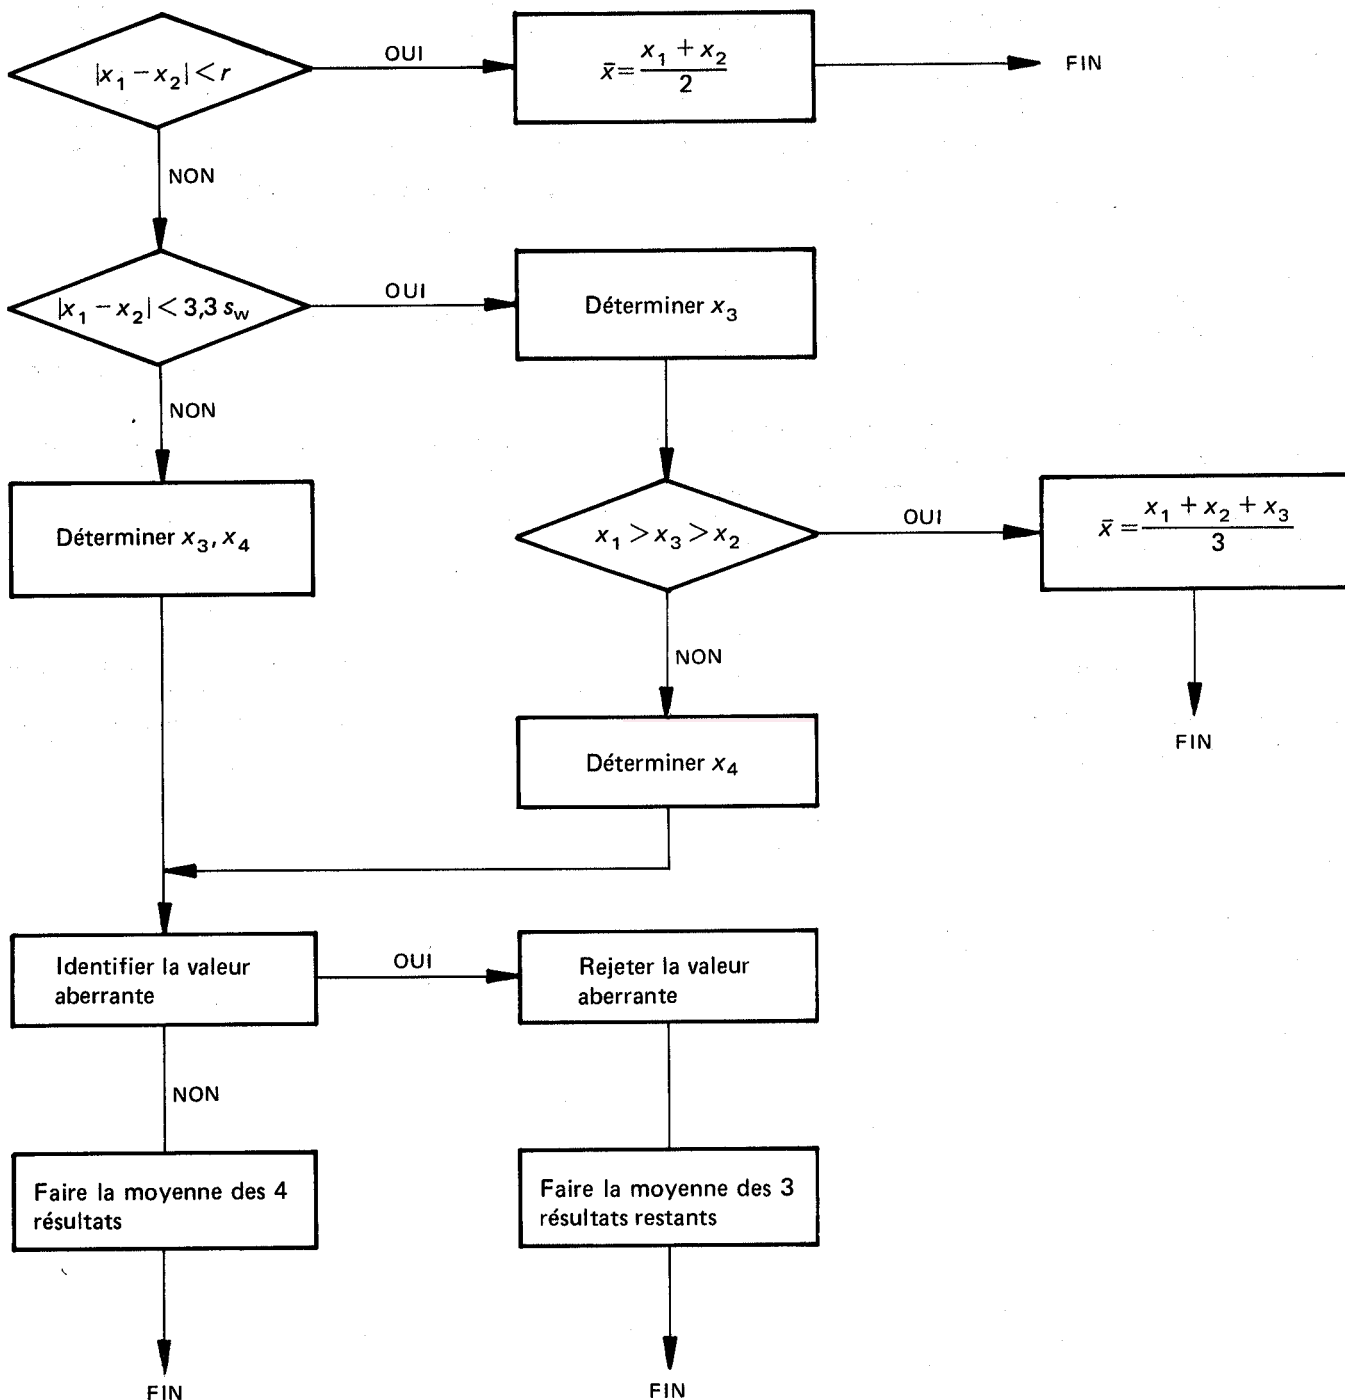 |x₁ − x₂| < r
OUI
x̄ = (x₁ + x₂)/2
FIN
NON
|x₁ − x₂| < 3,3 s_w
OUI
Déterminer x₃
NON
Déterminer x₃, x₄
x₁ > x₃ > x₂
OUI
x̄ = (x₁ + x₂ + x₃)/3
NON
FIN
Déterminer x₄
Identifier la valeur
aberrante
OUI
Rejeter la valeur
aberrante
NON
Faire la moyenne des 4
résultats
Faire la moyenne des 3
résultats restants
FIN
FIN